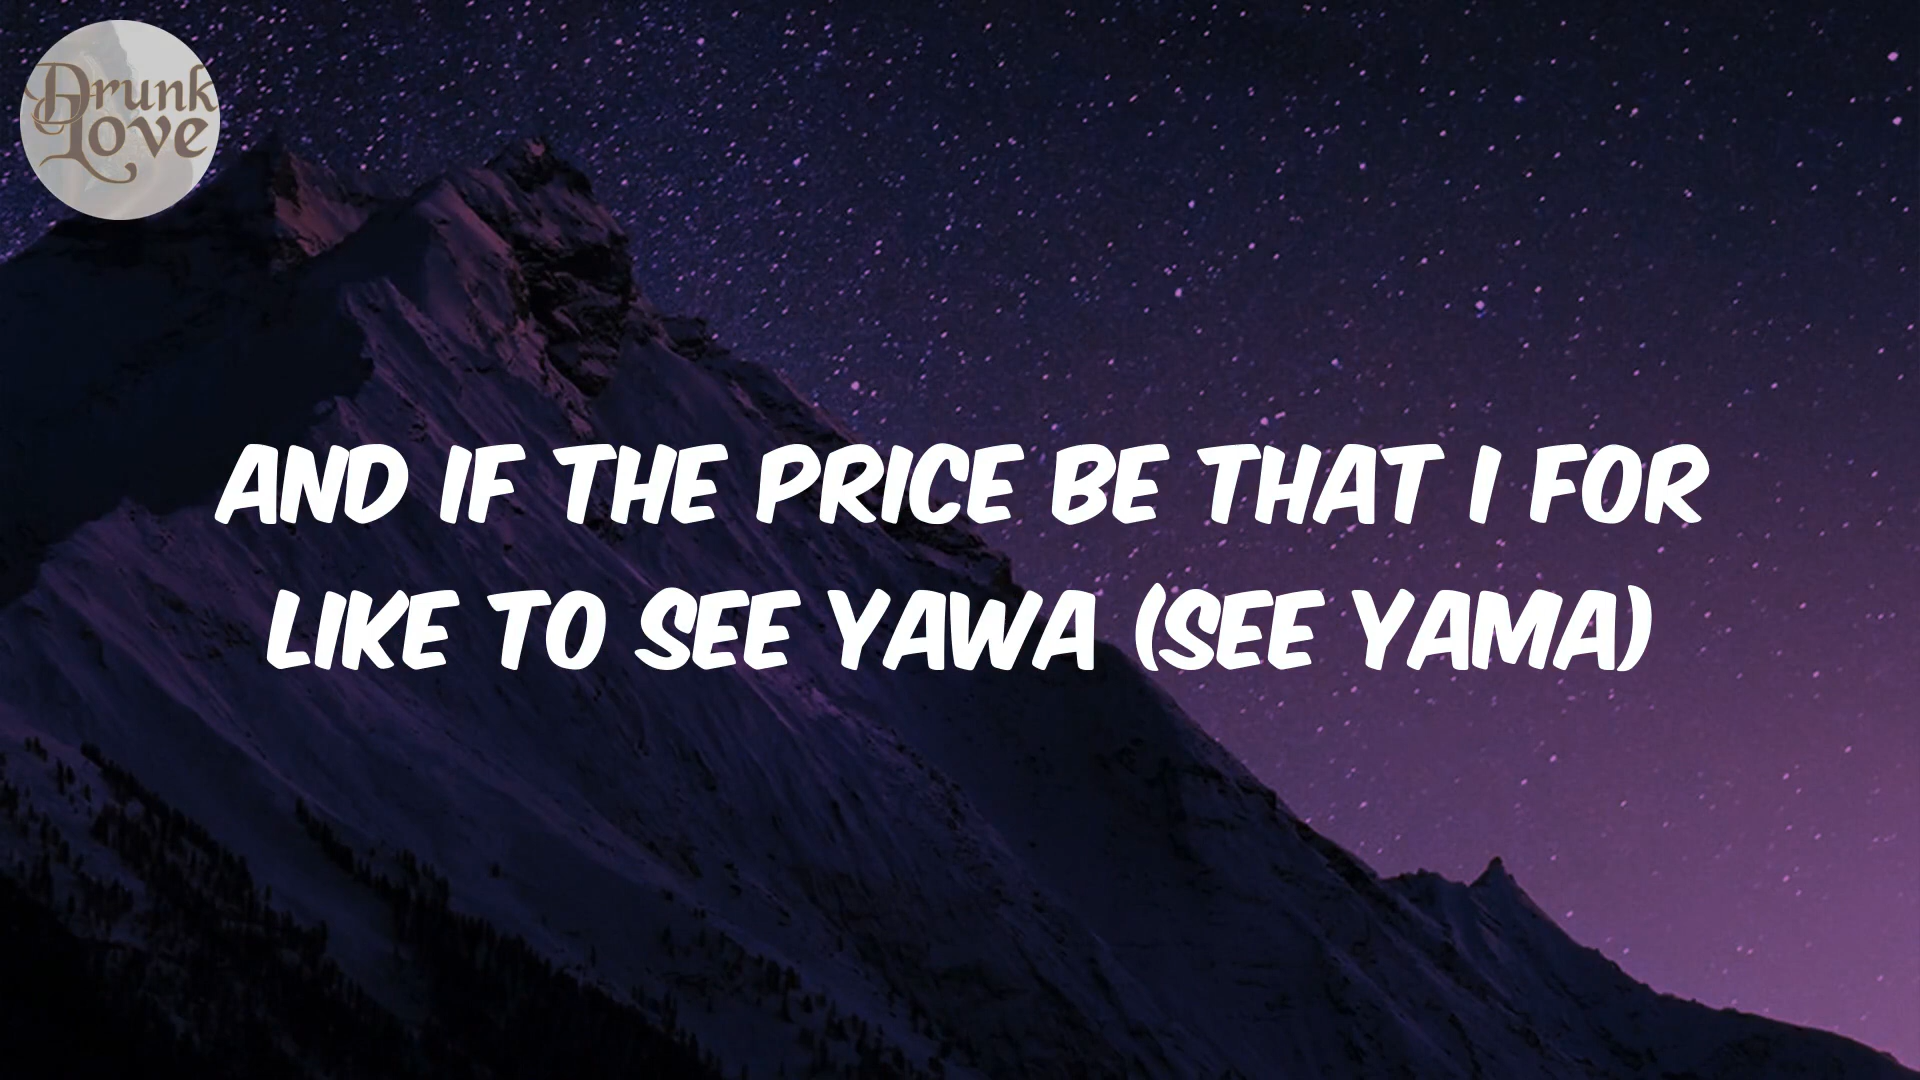 Drunk
Love
AND IF THE PRICE BE THAT I FOR
LIKE TO SEE YAWA (SEE YAMA)